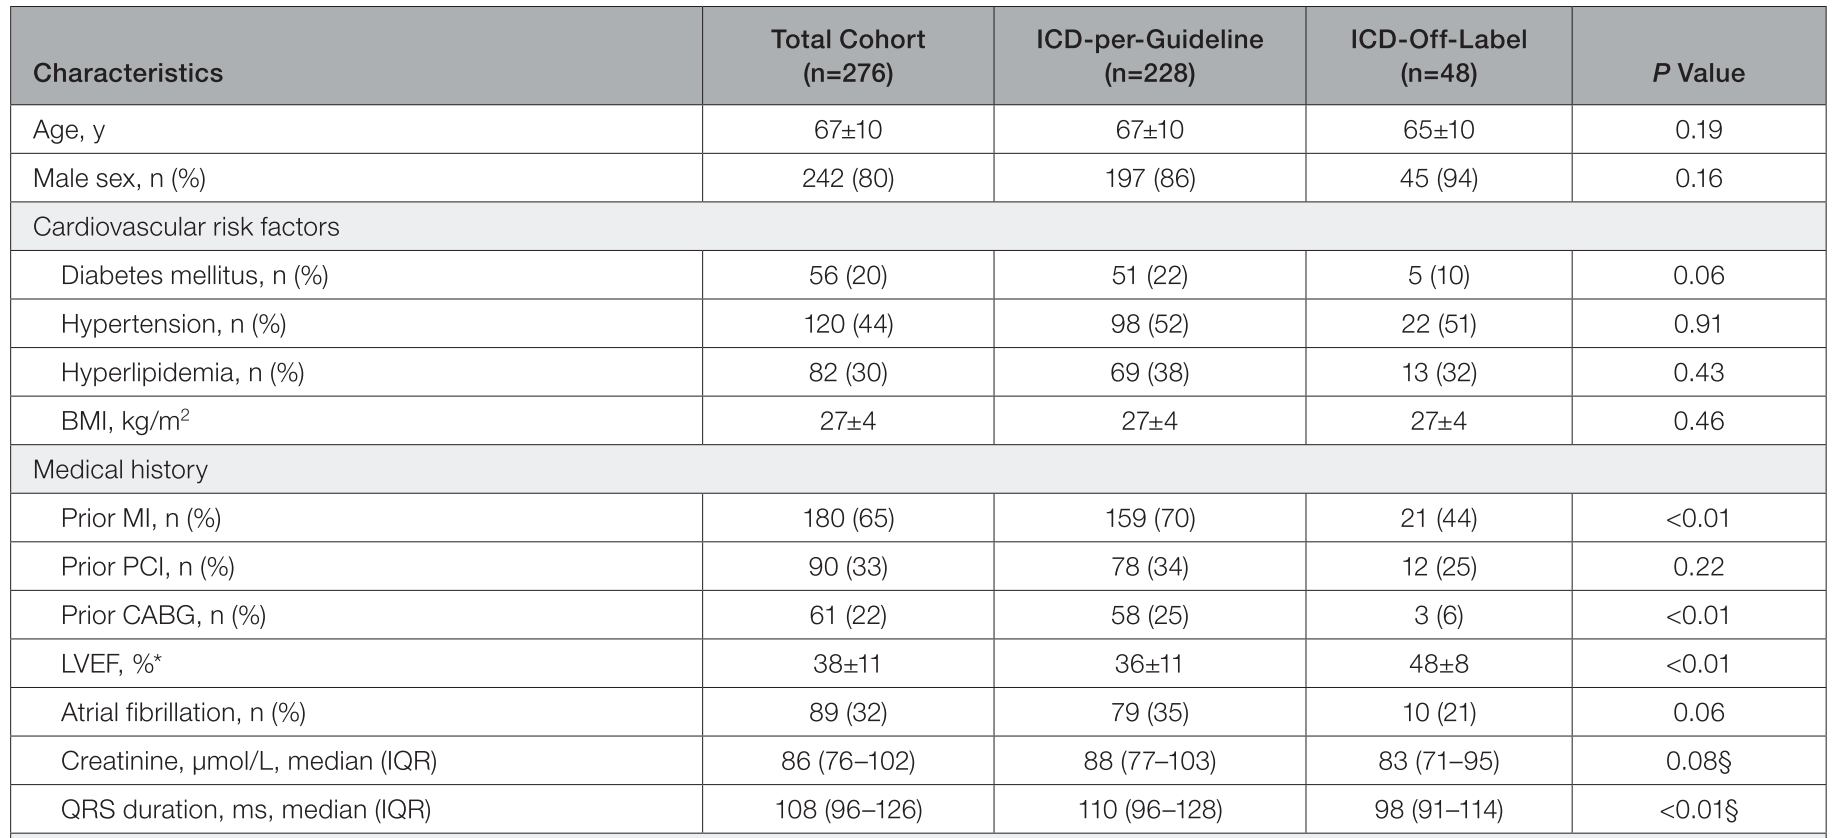 Characteristics Total Cohort (n=276) ICD-per-Guideline (n=228) ICD-Off-Label (n=48) P Value
Age, y 67±10 67±10 65±10 0.19
Male sex, n (%) 242 (80) 197 (86) 45 (94) 0.16
Cardiovascular risk factors
Diabetes mellitus, n (%) 56 (20) 51 (22) 5 (10) 0.06
Hypertension, n (%) 120 (44) 98 (52) 22 (51) 0.91
Hyperlipidemia, n (%) 82 (30) 69 (38) 13 (32) 0.43
BMI, kg/m² 27±4 27±4 27±4 0.46
Medical history
Prior MI, n (%) 180 (65) 159 (70) 21 (44) <0.01
Prior PCI, n (%) 90 (33) 78 (34) 12 (25) 0.22
Prior CABG, n (%) 61 (22) 58 (25) 3 (6) <0.01
LVEF, %* 38±11 36±11 48±8 <0.01
Atrial fibrillation, n (%) 89 (32) 79 (35) 10 (21) 0.06
Creatinine, µmol/L, median (IQR) 86 (76–102) 88 (77–103) 83 (71–95) 0.08§
QRS duration, ms, median (IQR) 108 (96–126) 110 (96–128) 98 (91–114) <0.01§